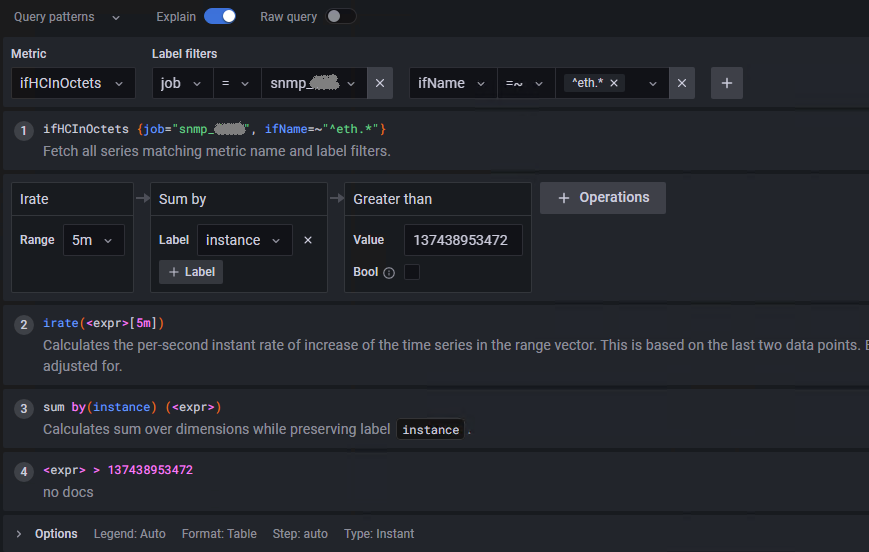 Query patterns Explain Raw query
Metric Label filters
ifHCInOctets job = snmp_ × ifName =~ ^eth.* × × +
1 ifHCInOctets {job="snmp_", ifName=~"^eth.*"}
Fetch all series matching metric name and label filters.
Irate Sum by Greater than + Operations
Range 5m Label instance × Value 137438953472
+ Label Bool
2 irate(<expr>[5m])
Calculates the per-second instant rate of increase of the time series in the range vector. This is based on the last two data points.
adjusted for.
3 sum by(instance) (<expr>)
Calculates sum over dimensions while preserving label instance .
4 <expr> > 137438953472
no docs
> Options Legend: Auto Format: Table Step: auto Type: Instant